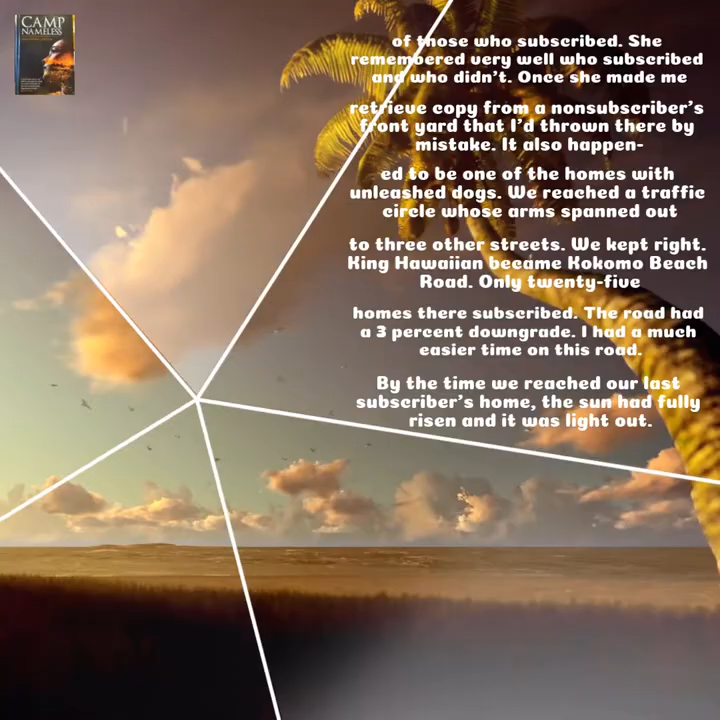 CAMP
NAMELESS
of those who subscribed. She
remembered very well who subscribed
and who didn't. Once she made me
retrieve copy from a nonsubscriber's
front yard that I'd thrown there by
mistake. It also happen-
ed to be one of the homes with
unleashed dogs. We reached a traffic
circle whose arms spanned out
to three other streets. We kept right.
King Hawaiian became Kokomo Beach
Road. Only twenty-five
homes there subscribed. The road had
a 3 percent downgrade. I had a much
easier time on this road.
By the time we reached our last
subscriber's home, the sun had fully
risen and it was light out.